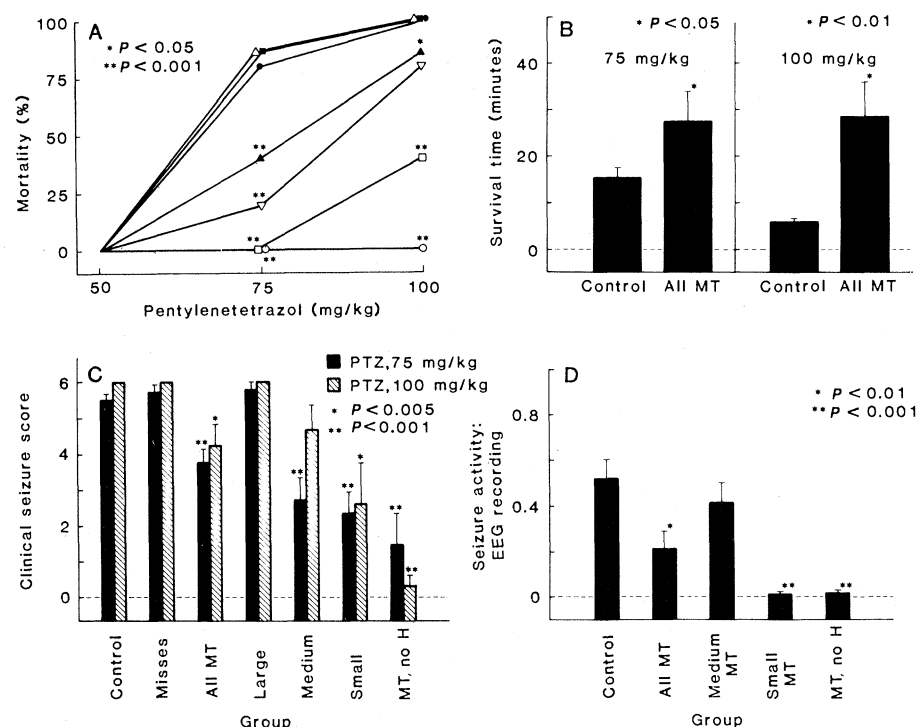 A
* P < 0.05
** P < 0.001
Mortality (%)
100
75
50
25
0
*
**
**
**
**
**
**
50
75
100
Pentylenetetrazol (mg/kg)
B
* P < 0.05
* P < 0.01
75 mg/kg
100 mg/kg
Survival time (minutes)
40
20
0
*
*
Control
All MT
Control
All MT
C
PTZ, 75 mg/kg
PTZ, 100 mg/kg
* P<0.005
** P<0.001
Clinical seizure score
6
4
2
0
**
*
**
**
*
**
**
Control
Misses
All MT
Large
Medium
Small
MT, no H
Group
D
* P < 0.01
** P < 0.001
Seizure activity:
EEG recording
0.8
0.4
0
*
**
**
Control
All MT
Medium
MT
Small
MT
MT, no H
Group